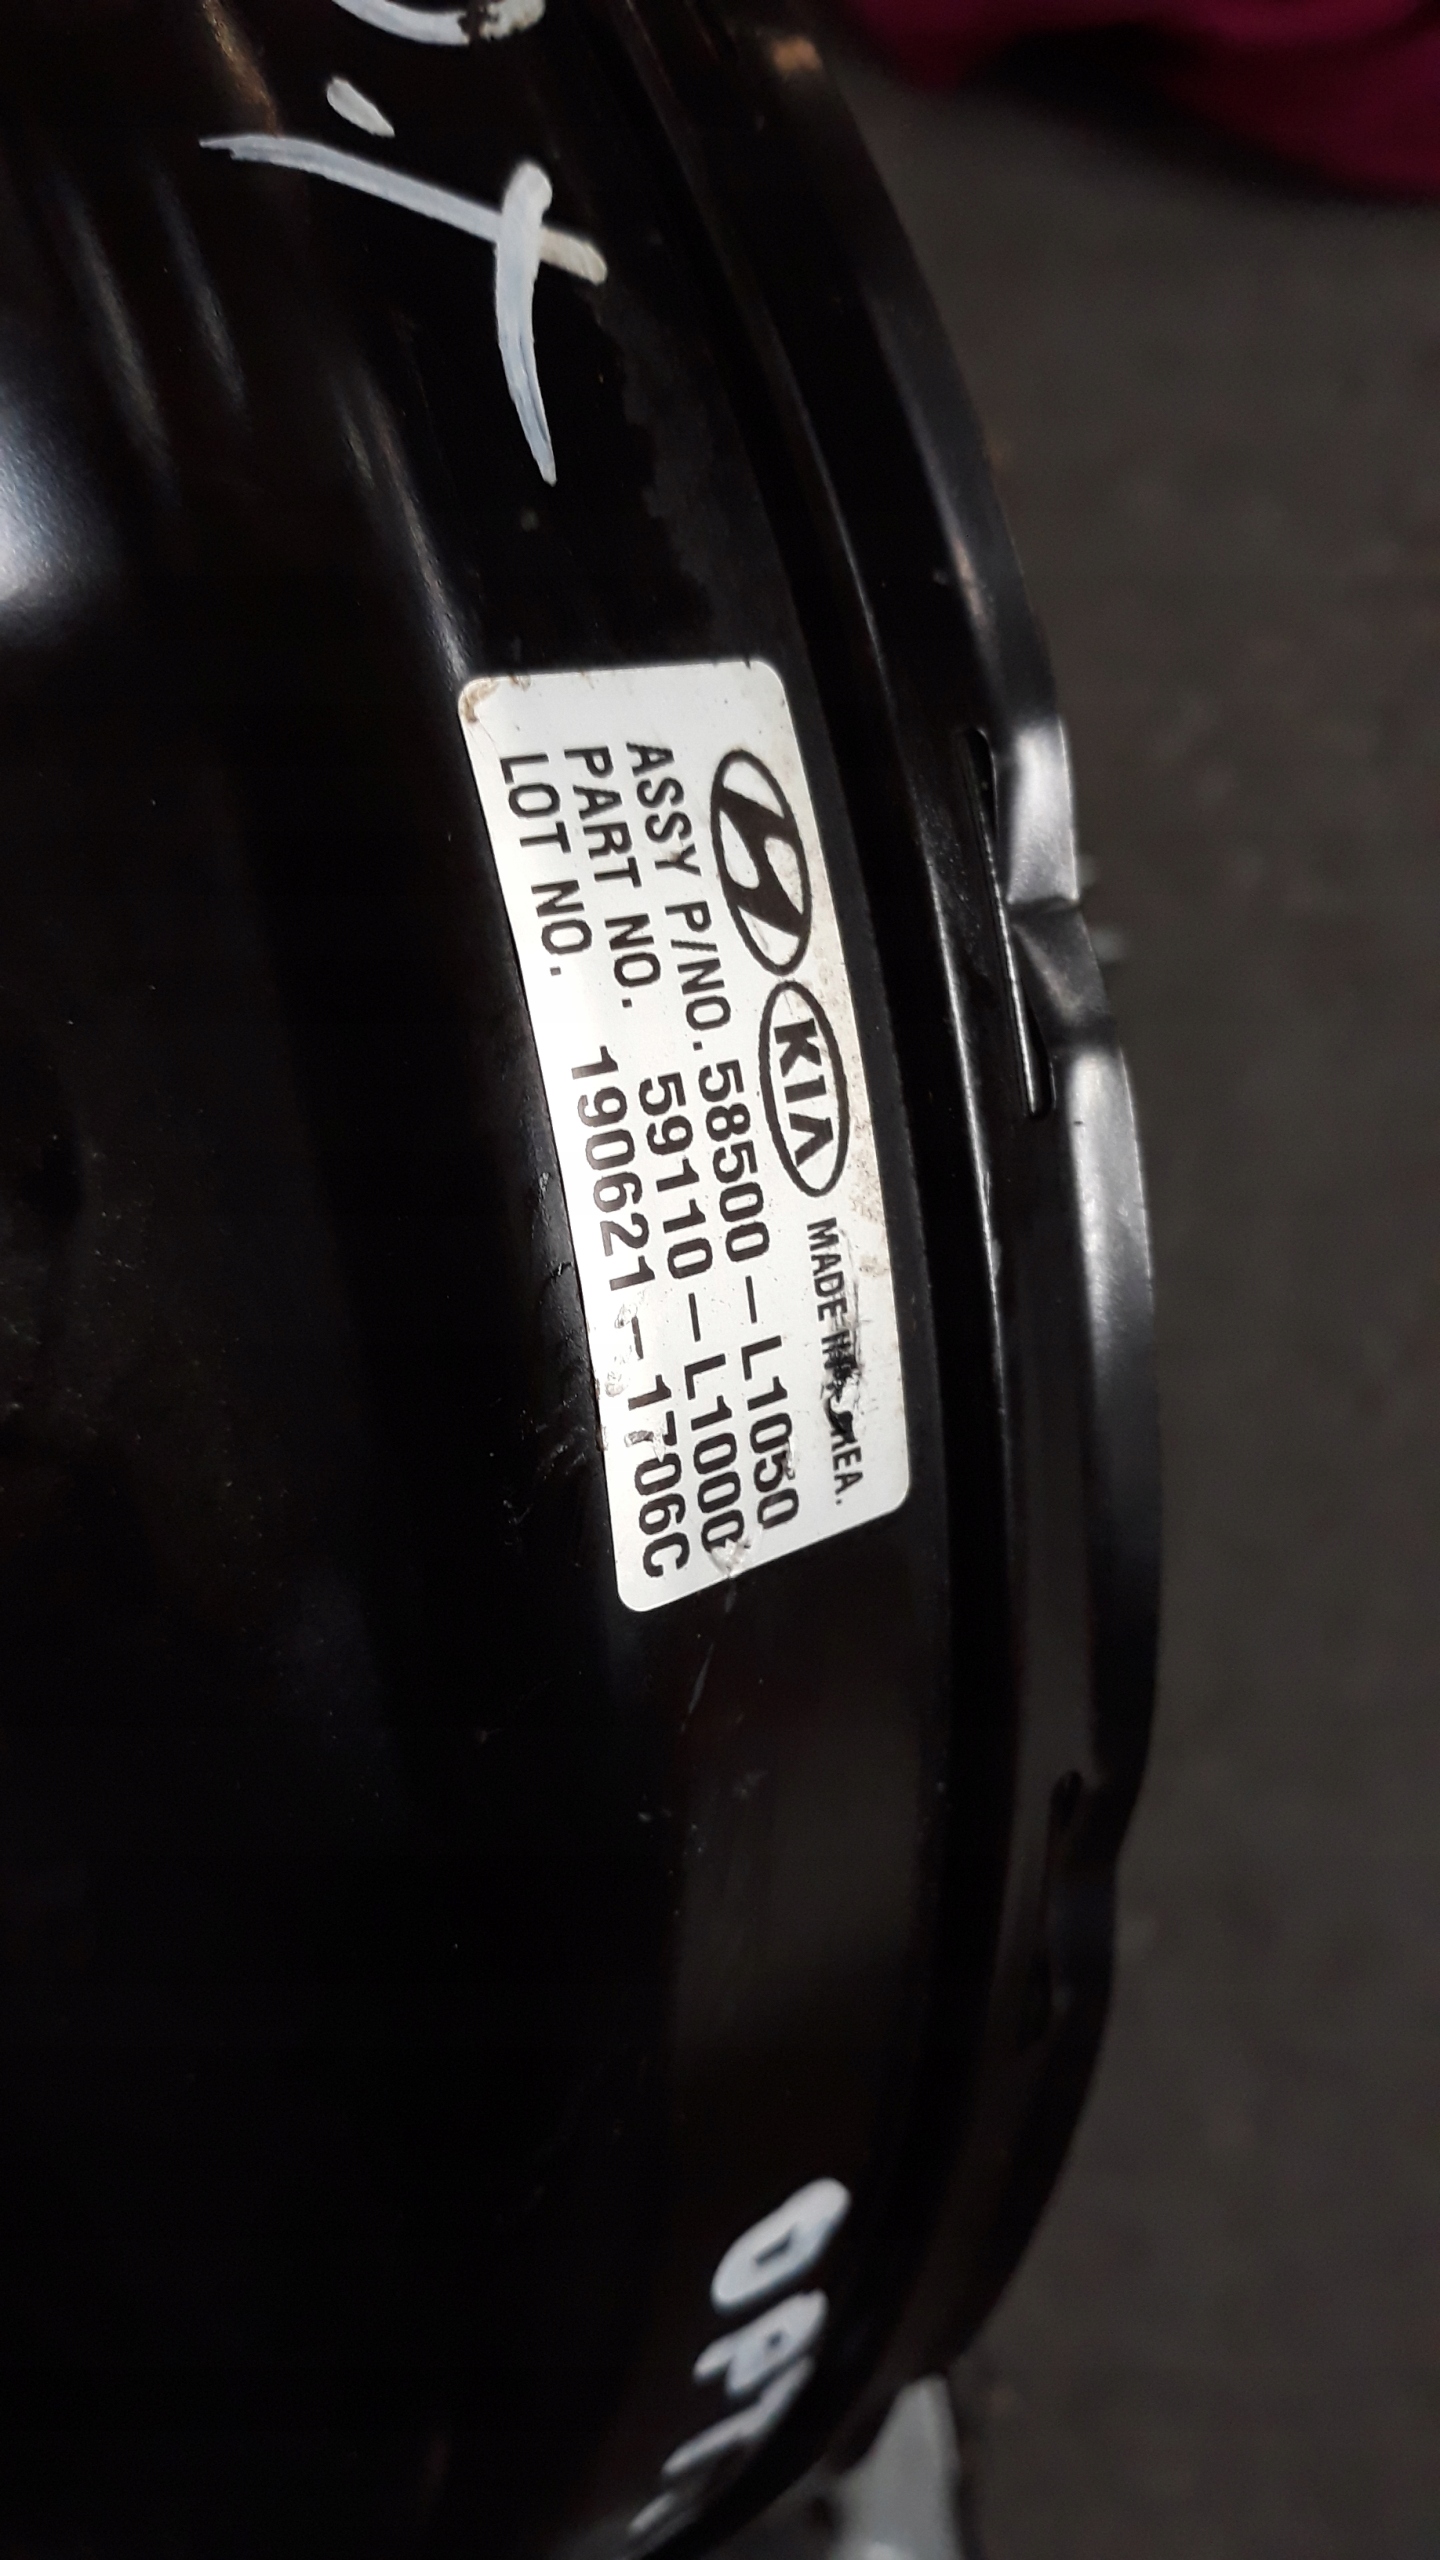 KIA MADE IN KOREA.
ASSY P/NO. 58500-L1050
PART NO. 59110-L1000
LOT NO. 190621-1706C